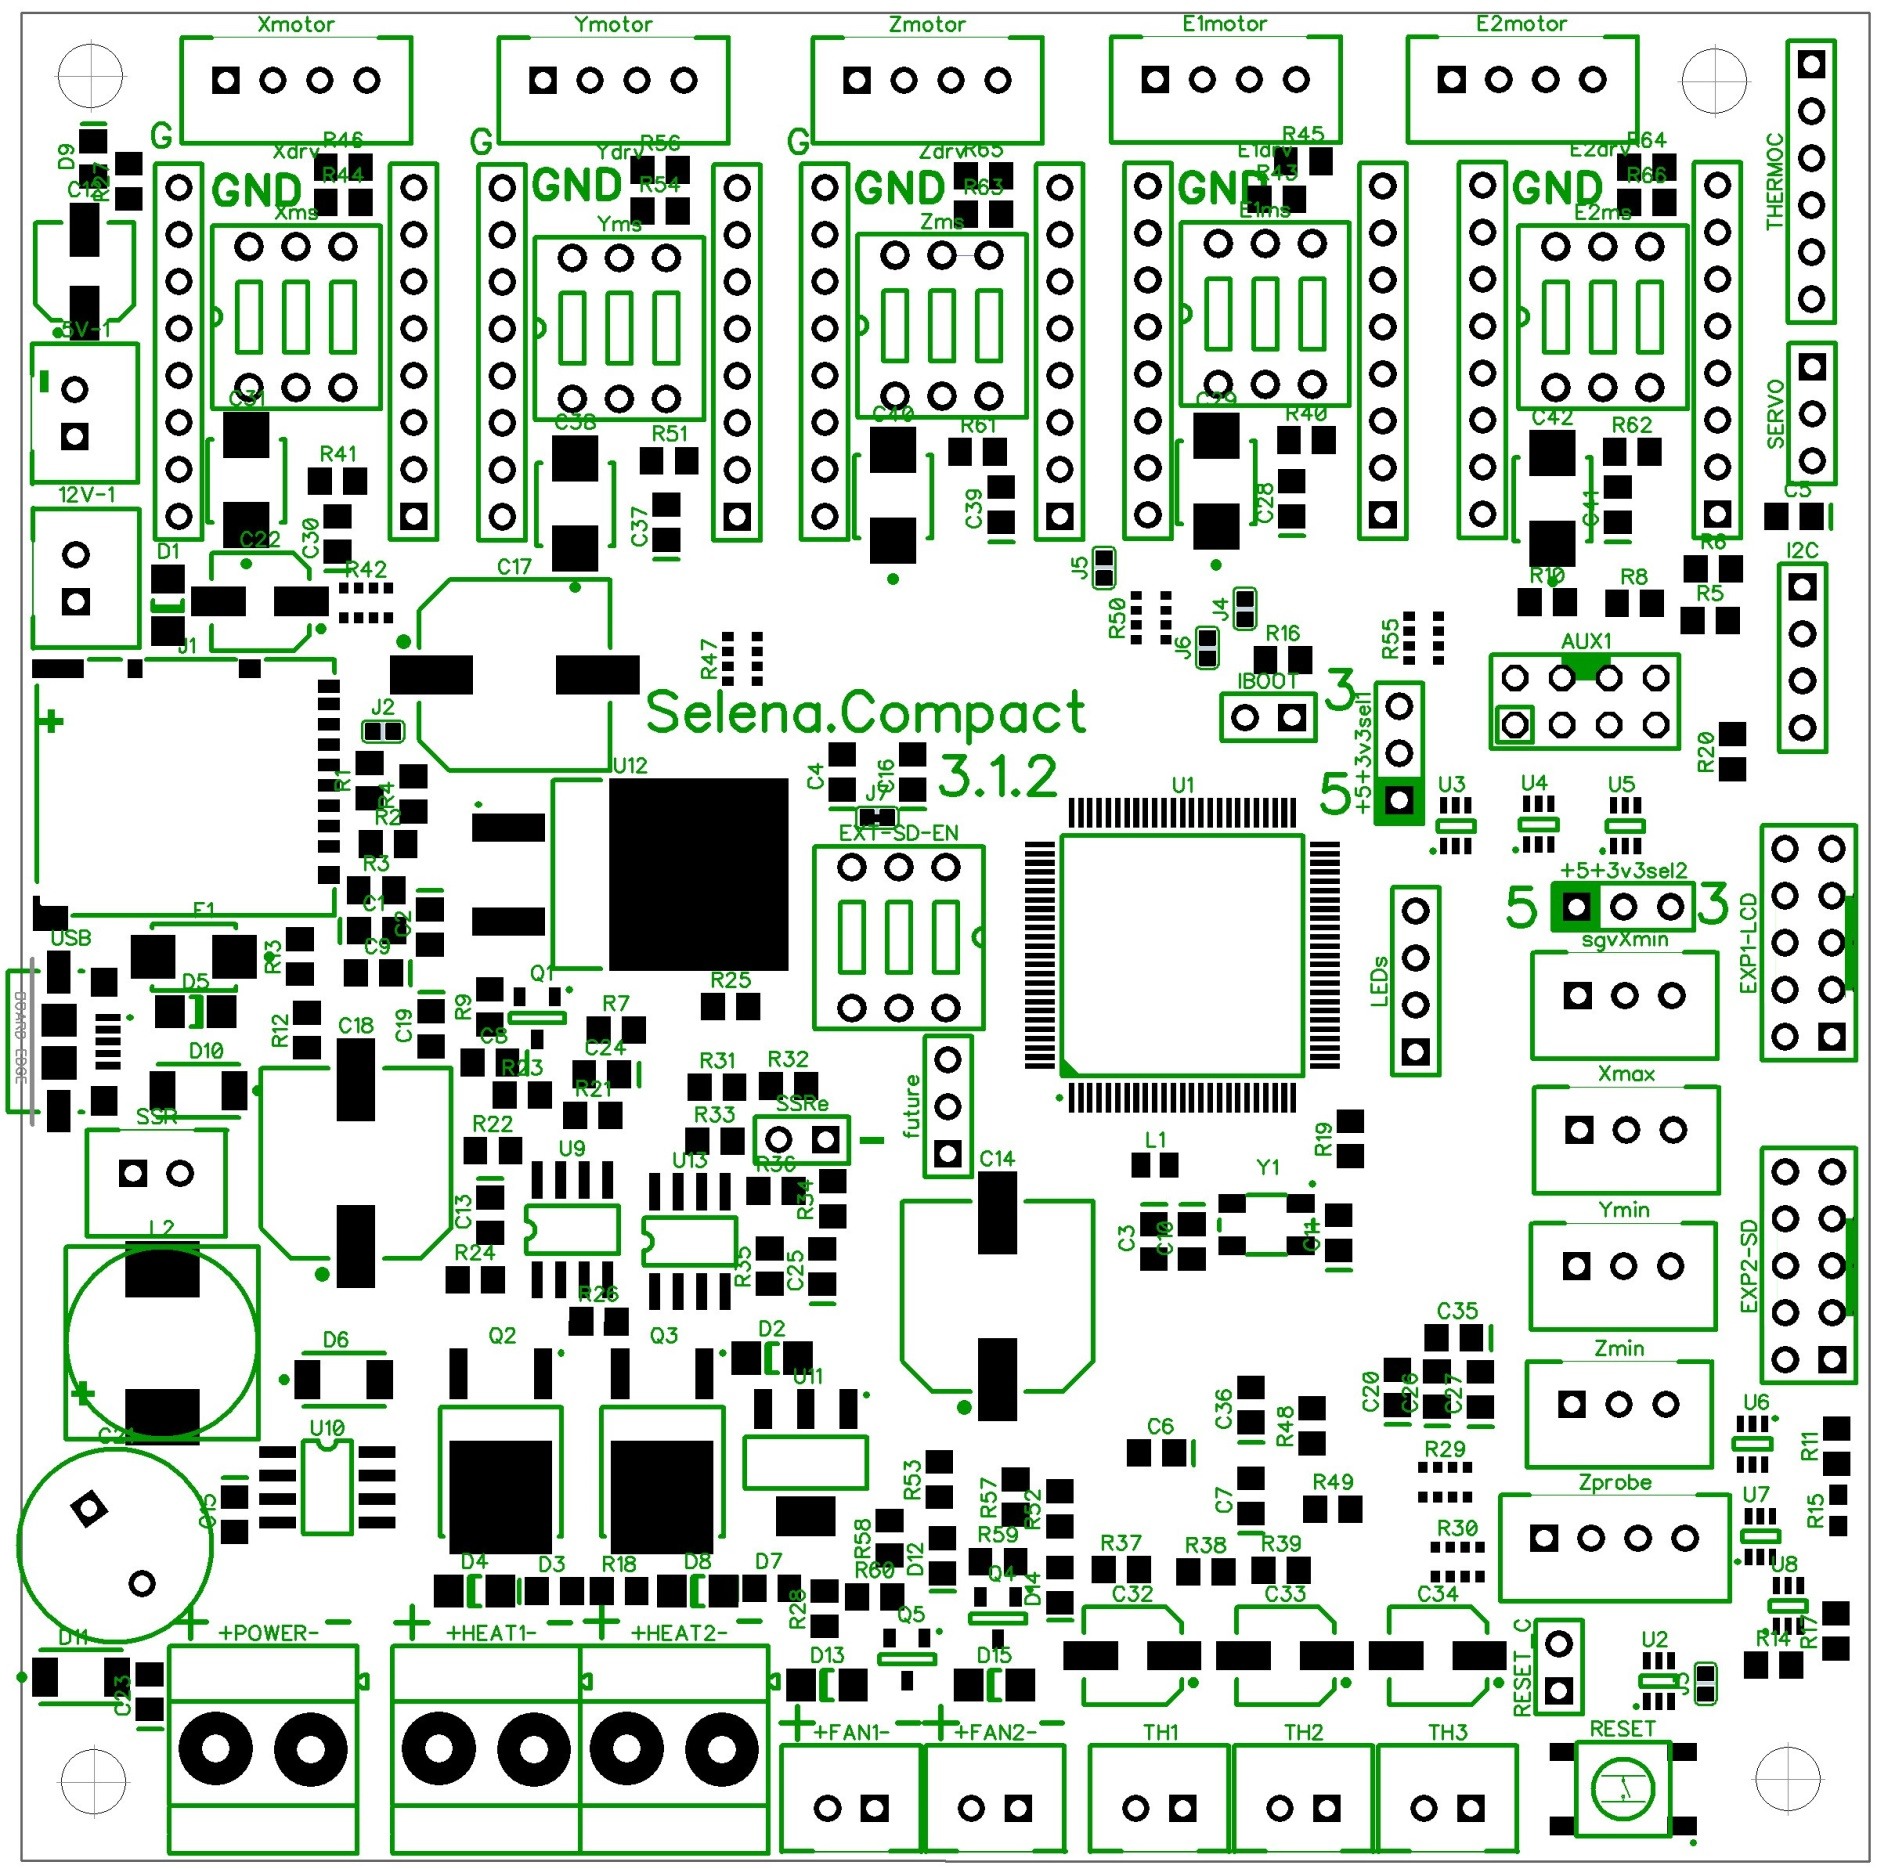 Xmotor
Ymotor
Zmotor
E1motor
E2motor
G
G
G
D9
R27
Xdrv
R46
R44
GND
Xms
Ydrv
R56
R54
GND
Yms
Zdrv
R65
R63
GND
Zms
E1drv
R45
R43
GND
E1ms
E2drv
R64
R66
GND
E2ms
THERMOC
SERVO
5V-1
12V-1
C31
R41
C30
C38
R51
C37
C40
R61
C39
C29
R40
C28
C42
R62
C41
C5
D1
C22
R42
C17
J5
R50
J4
J6
R16
R55
R10
R8
R6
R5
I2C
J1
J2
R47
Selena.Compact
3.1.2
IBOOT
3
+5+3v3sel1
5
AUX1
R20
R1
R4
R2
R3
C1
C2
C9
U12
C4
C16
J7
EXT-SD-EN
U1
U3
U4
U5
+5+3v3sel2
5
3
EXP1-LCD
USB
BOARD EDGE
F1
R13
D5
D10
R12
C18
C19
R9
Q1
R7
C8
R23
C24
R21
R25
R31
R32
LEDs
sgvXmin
Xmax
SSR
R22
U9
R33
U13
SSRe
future
R36
R34
C14
L1
Y1
R19
C3
C10
C11
Ymin
EXP2-SD
L2
C13
R24
R26
R35
C25
D6
Q2
Q3
D2
U11
C35
C20
C26
C27
Zmin
U6
R11
U10
C15
R53
R57
R52
C6
C36
R48
R29
C7
R49
R30
Zprobe
U7
R15
U8
D4
D3
R18
D8
D7
R58
R60
D12
R59
Q4
D14
R28
Q5
R37
R38
R39
C32
C33
C34
R14
R17
D11
C23
+POWER-
+HEAT1-
+HEAT2-
D13
D15
RESET_C
U2
J3
+FAN1-
+FAN2-
TH1
TH2
TH3
RESET